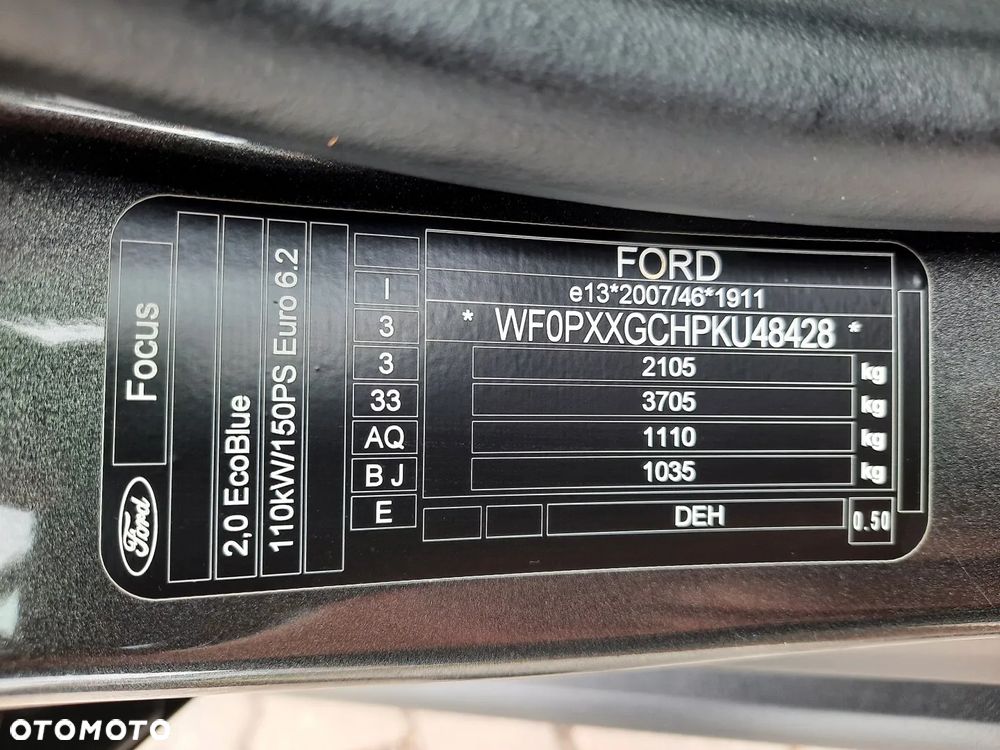 Focus
Ford
2,0 EcoBlue
110kW/150PS Euro 6.2
I
3
3
33
AQ
B J
E
FORD
e13*2007/46*1911
* WF0PXXGCHPKU48428 *
2105 kg
3705 kg
1110 kg
1035 kg
DEH 0.50
OTOMOTO